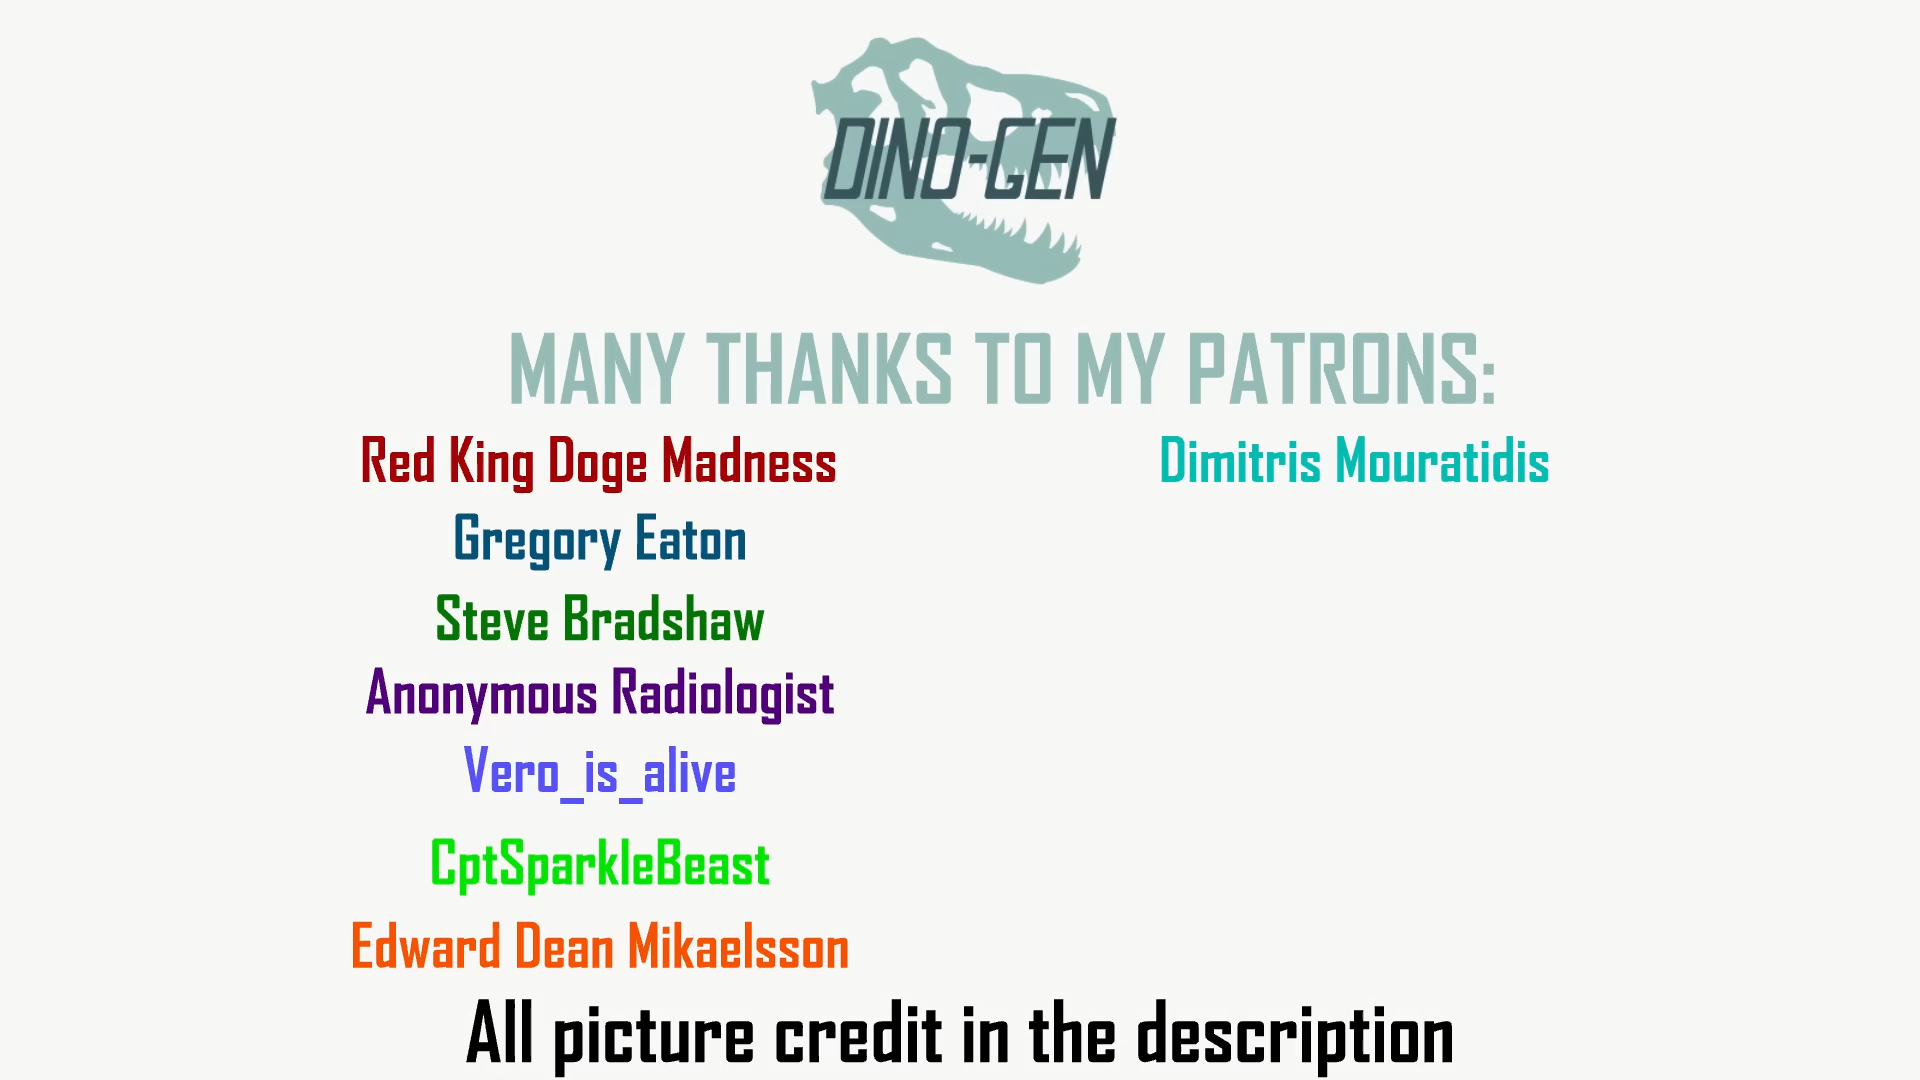 DINO-GEN
MANY THANKS TO MY PATRONS:
Red King Doge Madness
Gregory Eaton
Steve Bradshaw
Anonymous Radiologist
Vero_is_alive
CptSparkleBeast
Edward Dean Mikaelsson
Dimitris Mouratidis
All picture credit in the description